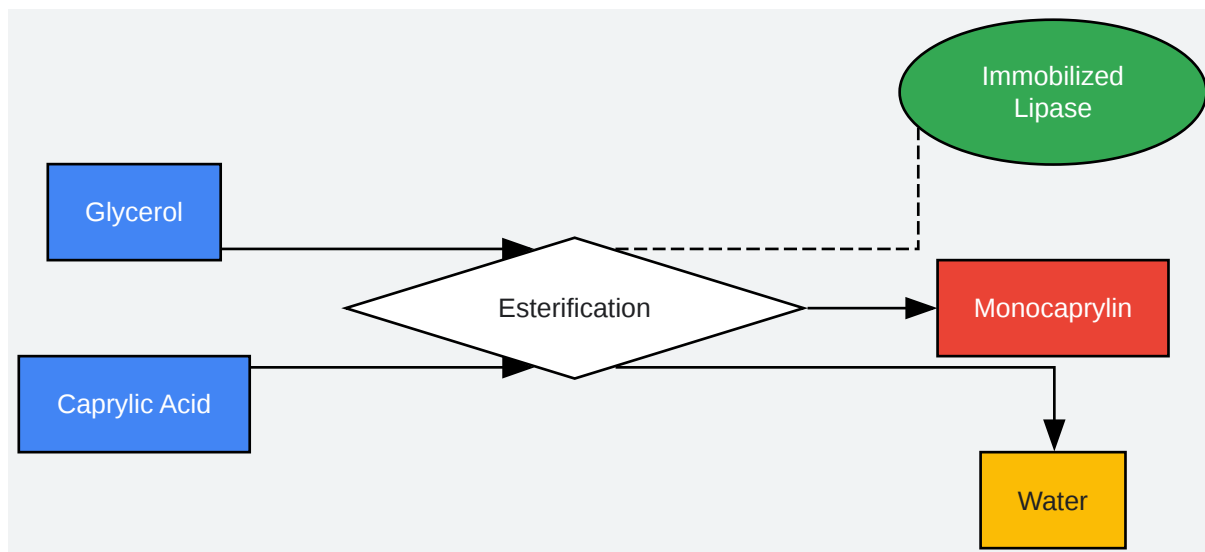 Immobilized
Lipase
Glycerol
Esterification
Monocaprylin
Caprylic Acid
Water